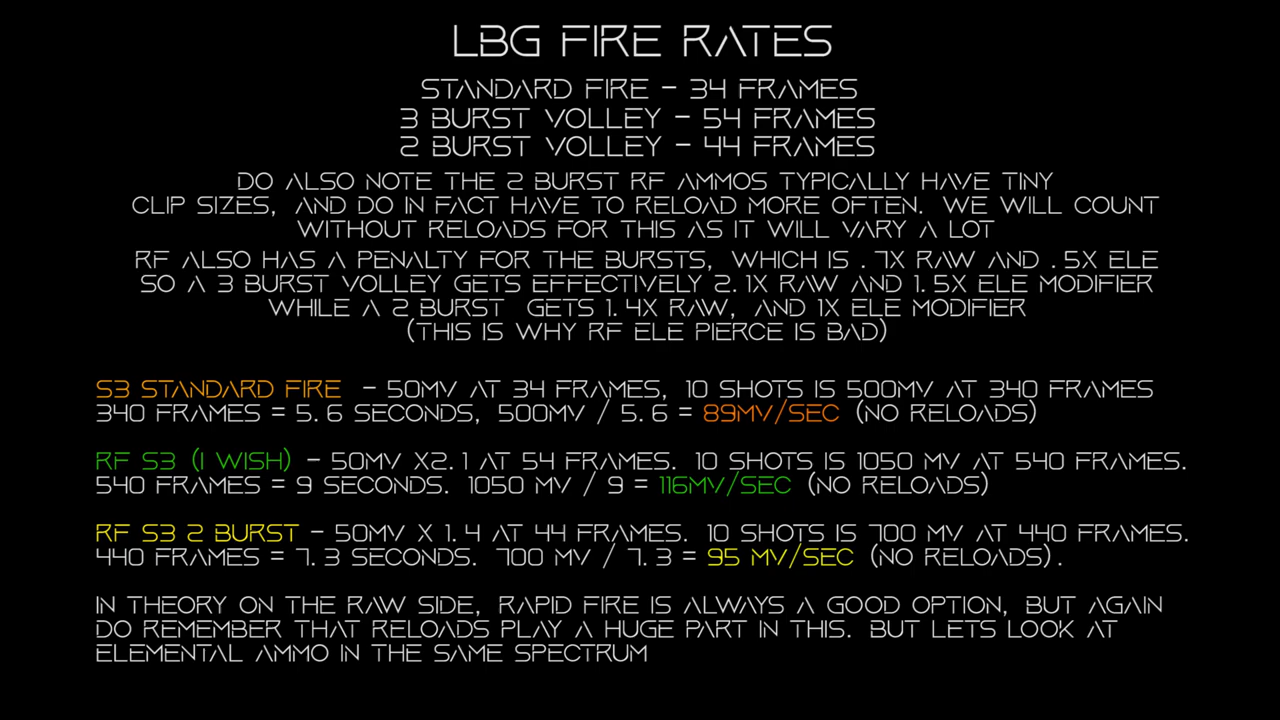 LBG FIRE RATES
STANDARD FIRE - 34 FRAMES
3 BURST VOLLEY - 54 FRAMES
2 BURST VOLLEY - 44 FRAMES
DO ALSO NOTE THE 2 BURST RF AMMOS TYPICALLY HAVE TINY
CLIP SIZES, AND DO IN FACT HAVE TO RELOAD MORE OFTEN. WE WILL COUNT
WITHOUT RELOADS FOR THIS AS IT WILL VARY A LOT
RF ALSO HAS A PENALTY FOR THE BURSTS, WHICH IS .7X RAW AND .5X ELE
SO A 3 BURST VOLLEY GETS EFFECTIVELY 2.1X RAW AND 1.5X ELE MODIFIER
WHILE A 2 BURST GETS 1.4X RAW, AND 1X ELE MODIFIER
(THIS IS WHY RF ELE PIERCE IS BAD)
S3 STANDARD FIRE - 50MV AT 34 FRAMES, 10 SHOTS IS 500MV AT 340 FRAMES
340 FRAMES = 5.6 SECONDS, 500MV / 5.6 = 89MV/SEC (NO RELOADS)
RF S3 (I WISH) - 50MV X2.1 AT 54 FRAMES. 10 SHOTS IS 1050 MV AT 540 FRAMES.
540 FRAMES = 9 SECONDS. 1050 MV / 9 = 116MV/SEC (NO RELOADS)
RF S3 2 BURST - 50MV X 1.4 AT 44 FRAMES. 10 SHOTS IS 700 MV AT 440 FRAMES.
440 FRAMES = 7.3 SECONDS. 700 MV / 7.3 = 95 MV/SEC (NO RELOADS).
IN THEORY ON THE RAW SIDE, RAPID FIRE IS ALWAYS A GOOD OPTION, BUT AGAIN
DO REMEMBER THAT RELOADS PLAY A HUGE PART IN THIS. BUT LETS LOOK AT
ELEMENTAL AMMO IN THE SAME SPECTRUM